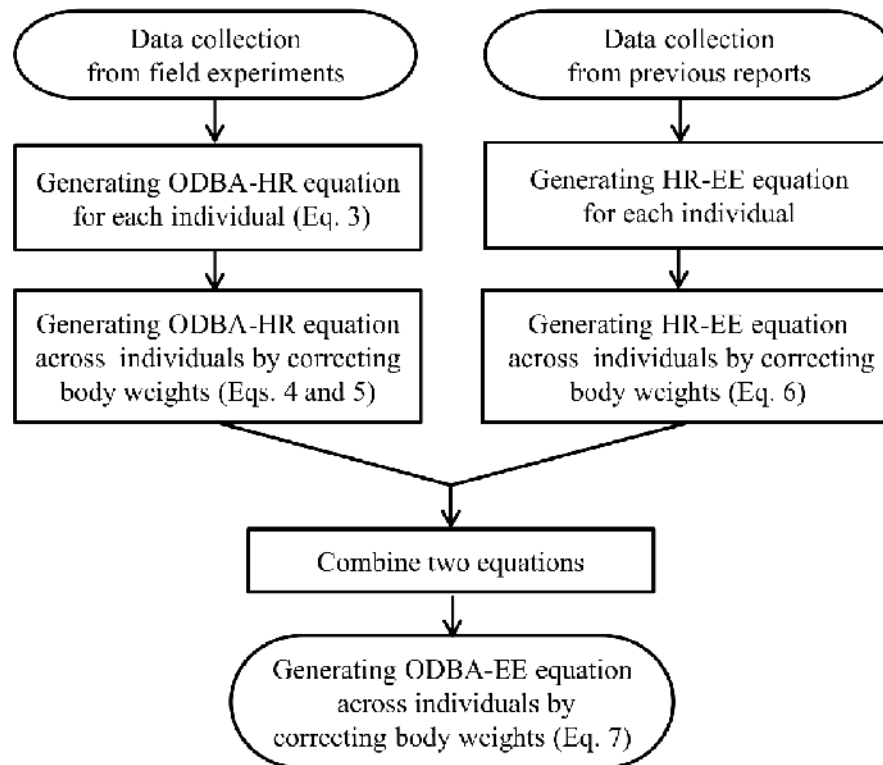 Data collection
from field experiments
Data collection
from previous reports
Generating ODBA-HR equation
for each individual (Eq. 3)
Generating HR-EE equation
for each individual
Generating ODBA-HR equation
across individuals by correcting
body weights (Eqs. 4 and 5)
Generating HR-EE equation
across individuals by correcting
body weights (Eq. 6)
Combine two equations
Generating ODBA-EE equation
across individuals by
correcting body weights (Eq. 7)